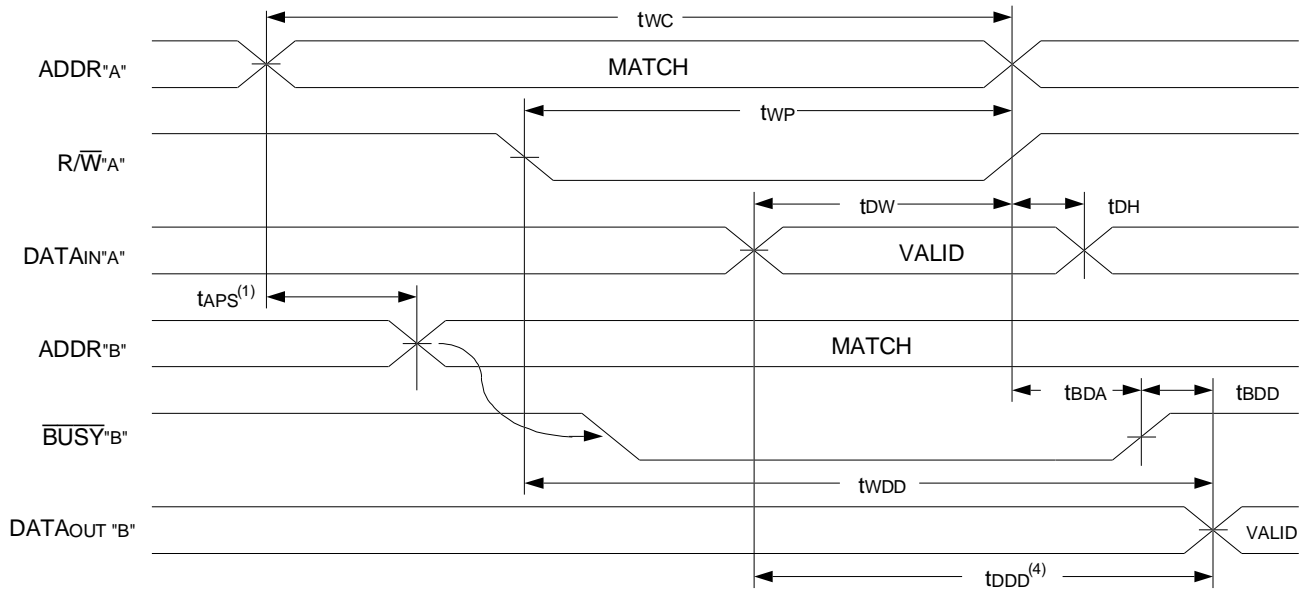 tWC
ADDR"A" MATCH
tWP
R/W̅"A"
tDW tDH
DATAIN"A" VALID
tAPS(1)
ADDR"B" MATCH
tBDA tBDD
B̅U̅S̅Y̅"B"
tWDD
DATAOUT "B" VALID
tDDD(4)